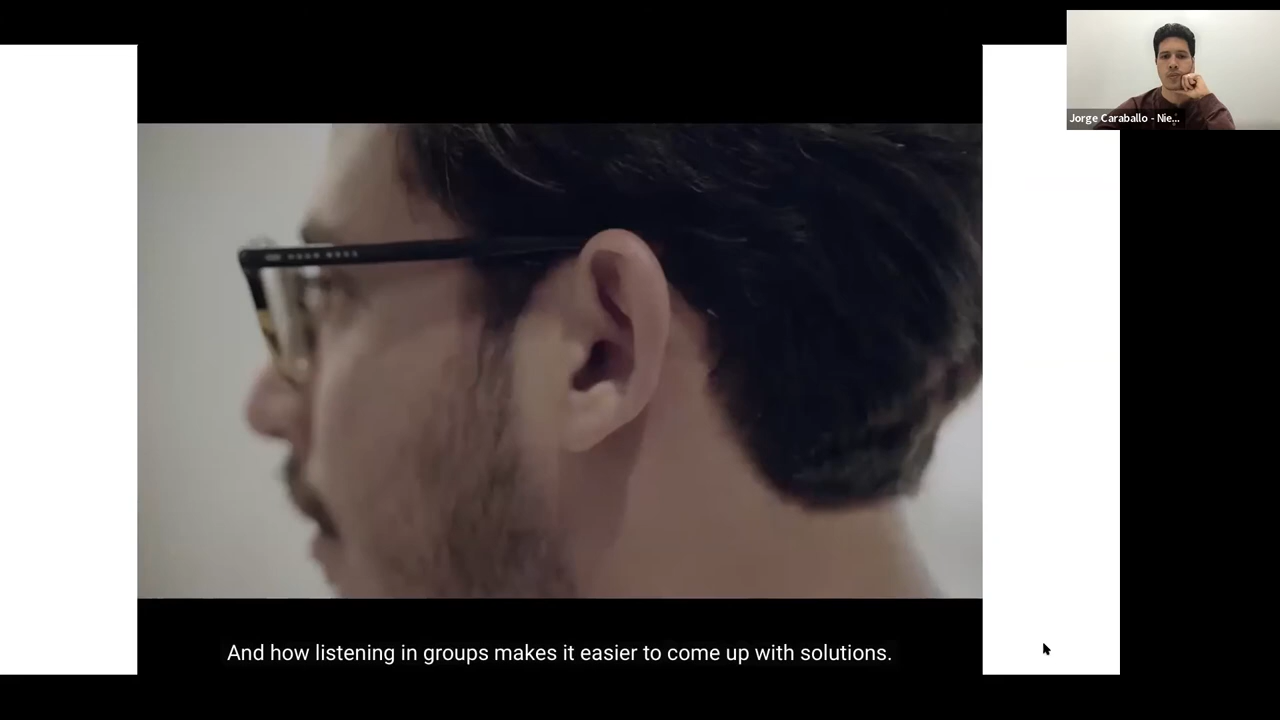 Jorge Caraballo - Nie...
And how listening in groups makes it easier to come up with solutions.